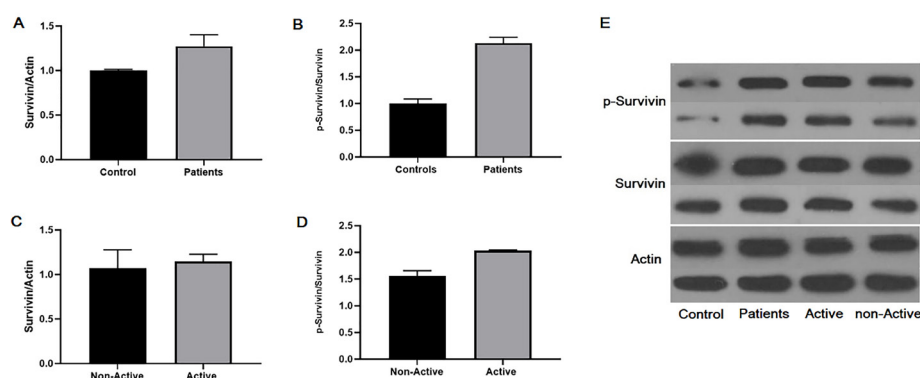 A
Survivin/Actin
1.5
1.0
0.5
0.0
Control Patients
B
p-Survivin/Survivin
2.5
2.0
1.5
1.0
0.5
0.0
Controls Patients
C
Survivin/Actin
1.5
1.0
0.5
0.0
Non-Active Active
D
p-Survivin/Survivin
2.5
2.0
1.5
1.0
0.5
0.0
Non-Active Active
E
p-Survivin
Survivin
Actin
Control Patients Active non-Active